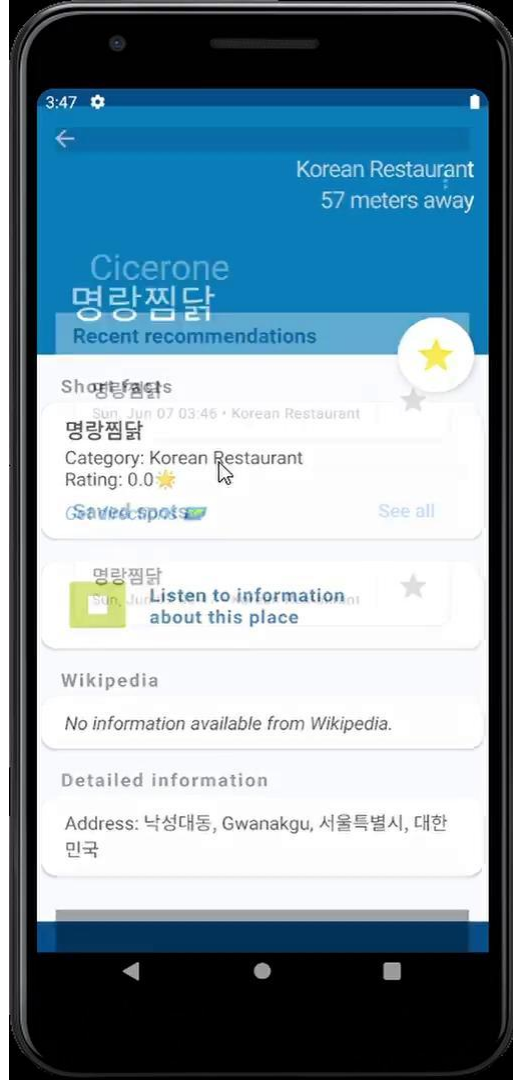 3:47
Korean Restaurant
57 meters away
Cicerone
명랑찜닭
Recent recommendations
Short facts
명랑찜닭
Sun, Jun 07 03:46 • Korean Restaurant
명랑찜닭
Category: Korean Restaurant
Rating: 0.0
Saved spots
See all
명랑찜닭
Sun, Jun
Listen to information
about this place
Wikipedia
No information available from Wikipedia.
Detailed information
Address: 낙성대동, Gwanakgu, 서울특별시, 대한
민국